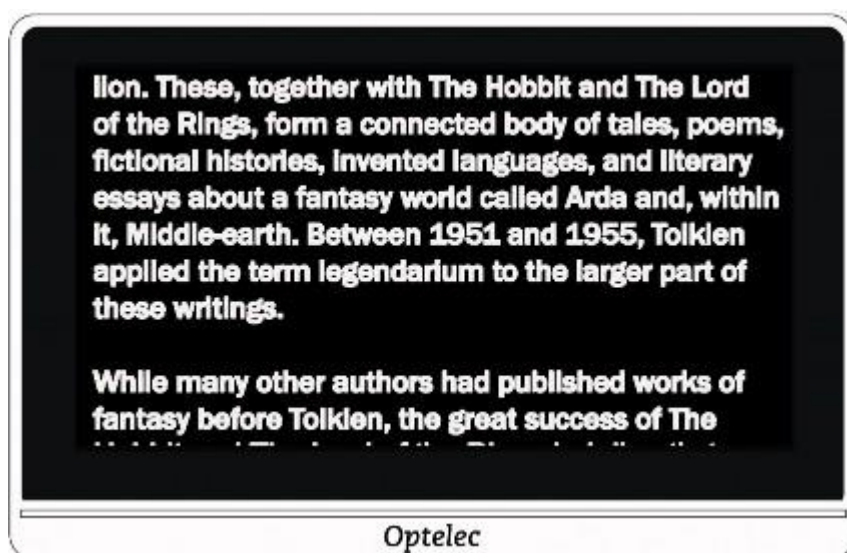 lion. These, together with The Hobbit and The Lord
of the Rings, form a connected body of tales, poems,
fictional histories, invented languages, and literary
essays about a fantasy world called Arda and, within
it, Middle-earth. Between 1951 and 1955, Tolkien
applied the term legendarium to the larger part of
these writings.
While many other authors had published works of
fantasy before Tolkien, the great success of The
Optelec